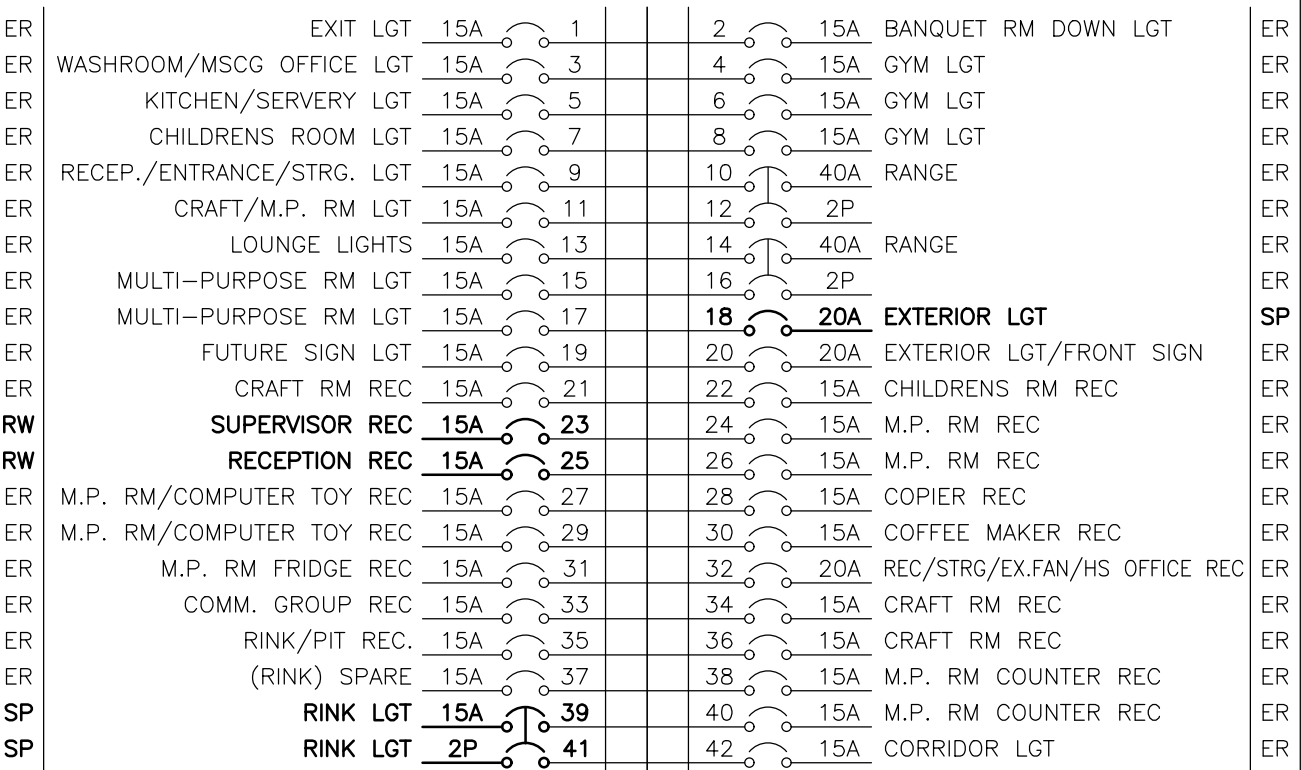 ER EXIT LGT 15A 1 2 15A BANQUET RM DOWN LGT ER
ER WASHROOM/MSCG OFFICE LGT 15A 3 4 15A GYM LGT ER
ER KITCHEN/SERVERY LGT 15A 5 6 15A GYM LGT ER
ER CHILDRENS ROOM LGT 15A 7 8 15A GYM LGT ER
ER RECEP./ENTRANCE/STRG. LGT 15A 9 10 40A RANGE ER
ER CRAFT/M.P. RM LGT 15A 11 12 2P ER
ER LOUNGE LIGHTS 15A 13 14 40A RANGE ER
ER MULTI-PURPOSE RM LGT 15A 15 16 2P ER
ER MULTI-PURPOSE RM LGT 15A 17 18 20A EXTERIOR LGT SP
ER FUTURE SIGN LGT 15A 19 20 20A EXTERIOR LGT/FRONT SIGN ER
ER CRAFT RM REC 15A 21 22 15A CHILDRENS RM REC ER
RW SUPERVISOR REC 15A 23 24 15A M.P. RM REC ER
RW RECEPTION REC 15A 25 26 15A M.P. RM REC ER
ER M.P. RM/COMPUTER TOY REC 15A 27 28 15A COPIER REC ER
ER M.P. RM/COMPUTER TOY REC 15A 29 30 15A COFFEE MAKER REC ER
ER M.P. RM FRIDGE REC 15A 31 32 20A REC/STRG/EX.FAN/HS OFFICE REC ER
ER COMM. GROUP REC 15A 33 34 15A CRAFT RM REC ER
ER RINK/PIT REC. 15A 35 36 15A CRAFT RM REC ER
ER (RINK) SPARE 15A 37 38 15A M.P. RM COUNTER REC ER
SP RINK LGT 15A 39 40 15A M.P. RM COUNTER REC ER
SP RINK LGT 2P 41 42 15A CORRIDOR LGT ER